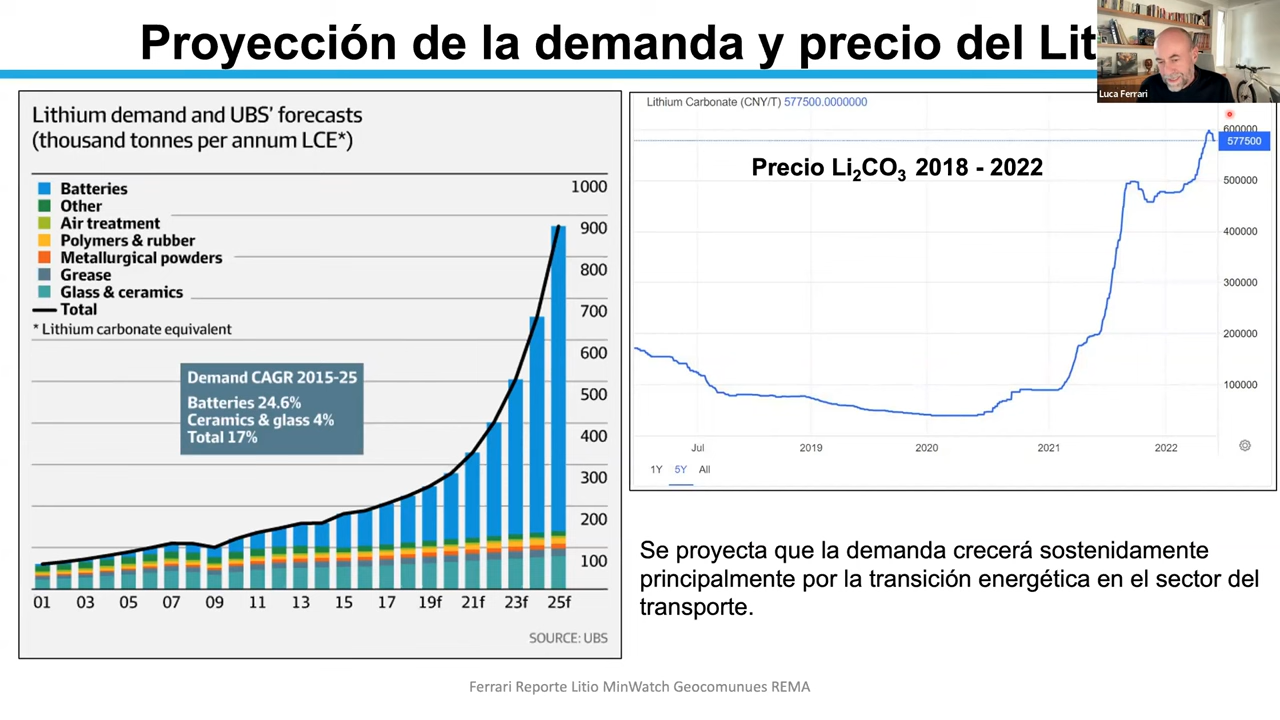 Proyección de la demanda y precio del Lit
Luca Ferrari
Lithium demand and UBS' forecasts
(thousand tonnes per annum LCE*)
Batteries
Other
Air treatment
Polymers & rubber
Metallurgical powders
Grease
Glass & ceramics
Total
* Lithium carbonate equivalent
Demand CAGR 2015-25
Batteries 24.6%
Ceramics & glass 4%
Total 17%
1000
900
800
700
600
500
400
300
200
100
01 03 05 07 09 11 13 15 17 19f 21f 23f 25f
SOURCE: UBS
Lithium Carbonate (CNY/T) 577500.0000000
Precio Li₂CO₃ 2018 - 2022
600000
577500
500000
400000
300000
200000
100000
Jul 2019 2020 2021 2022
1Y 5Y All
Se proyecta que la demanda crecerá sostenidamente
principalmente por la transición energética en el sector del
transporte.
Ferrari Reporte Litio MinWatch Geocomunues REMA